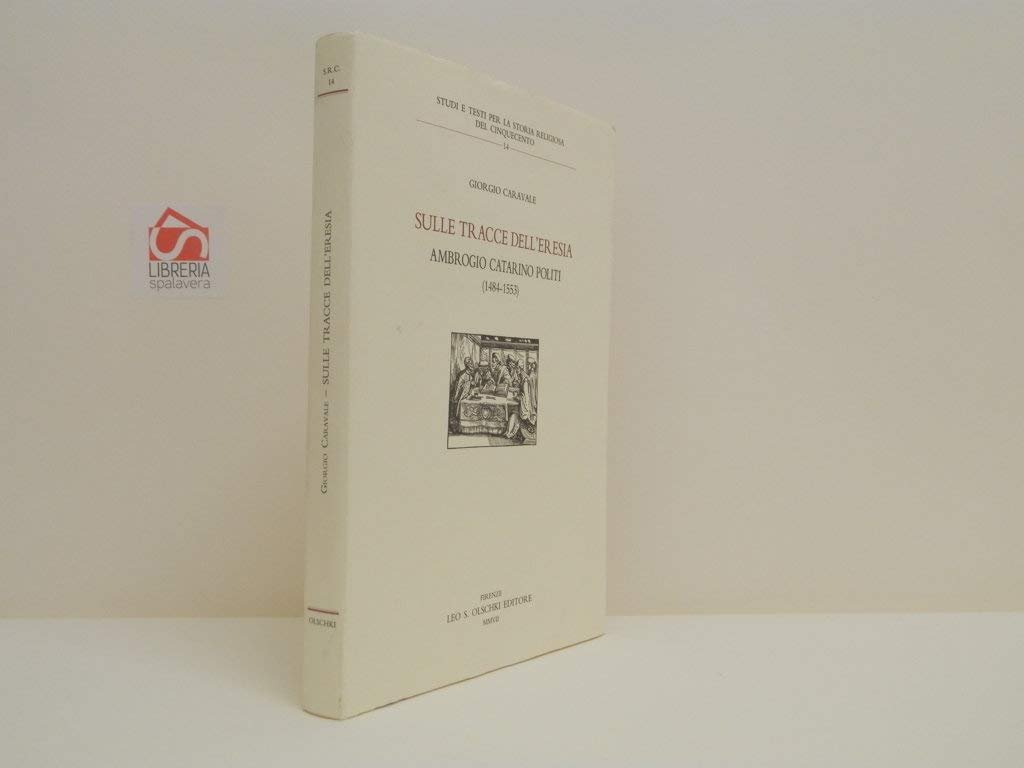 S.R.C.
14
GIORGIO CARAVALE – SULLE TRACCE DELL'ERESIA
OLSCHKI
STUDI E TESTI PER LA STORIA RELIGIOSA
DEL CINQUECENTO
14
GIORGIO CARAVALE
SULLE TRACCE DELL'ERESIA
AMBROGIO CATARINO POLITI
(1484-1553)
FIRENZE
LEO S. OLSCHKI EDITORE
MMVII
LIBRERIA
spalavera